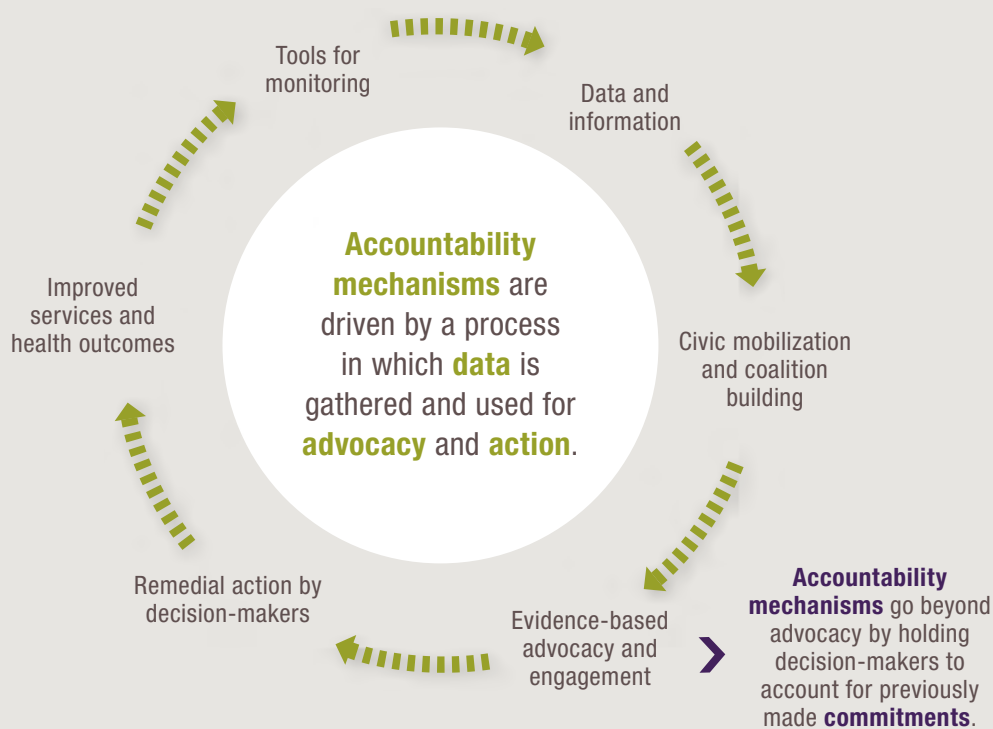 Tools for
monitoring
Data and
information
Civic mobilization
and coalition
building
Evidence-based
advocacy and
engagement
Accountability
mechanisms go beyond
advocacy by holding
decision-makers to
account for previously
made commitments.
Remedial action by
decision-makers
Improved
services and
health outcomes
Accountability
mechanisms are
driven by a process
in which data is
gathered and used for
advocacy and action.